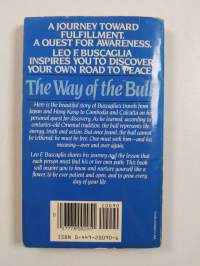 A JOURNEY TOWARD
FULFILLMENT.
A QUEST FOR AWARENESS.
LEO F. BUSCAGLIA
INSPIRES YOU TO DISCOVER
YOUR OWN ROAD TO PEACE.
The Way of the Bull
Here is the beautiful story of Buscaglia's travels from
Japan and Hong Kong to Cambodia and Calcutta on his
personal quest for discovery. As he learned, according to
centuries-old Oriental tradition, the bull represents life
energy, truth and action. But once found, the bull cannot
be tethered, he must be free. One must seek him—and his
meaning—over and over again.
Leo F. Buscaglia shares his journey and the lesson that
each person must find his or her own path. This book
will inspire you to know and nurture yourself like a
flower, to be ever patient and open, and to grow every
day of your life.
20090
ISBN 0-449-20090-6